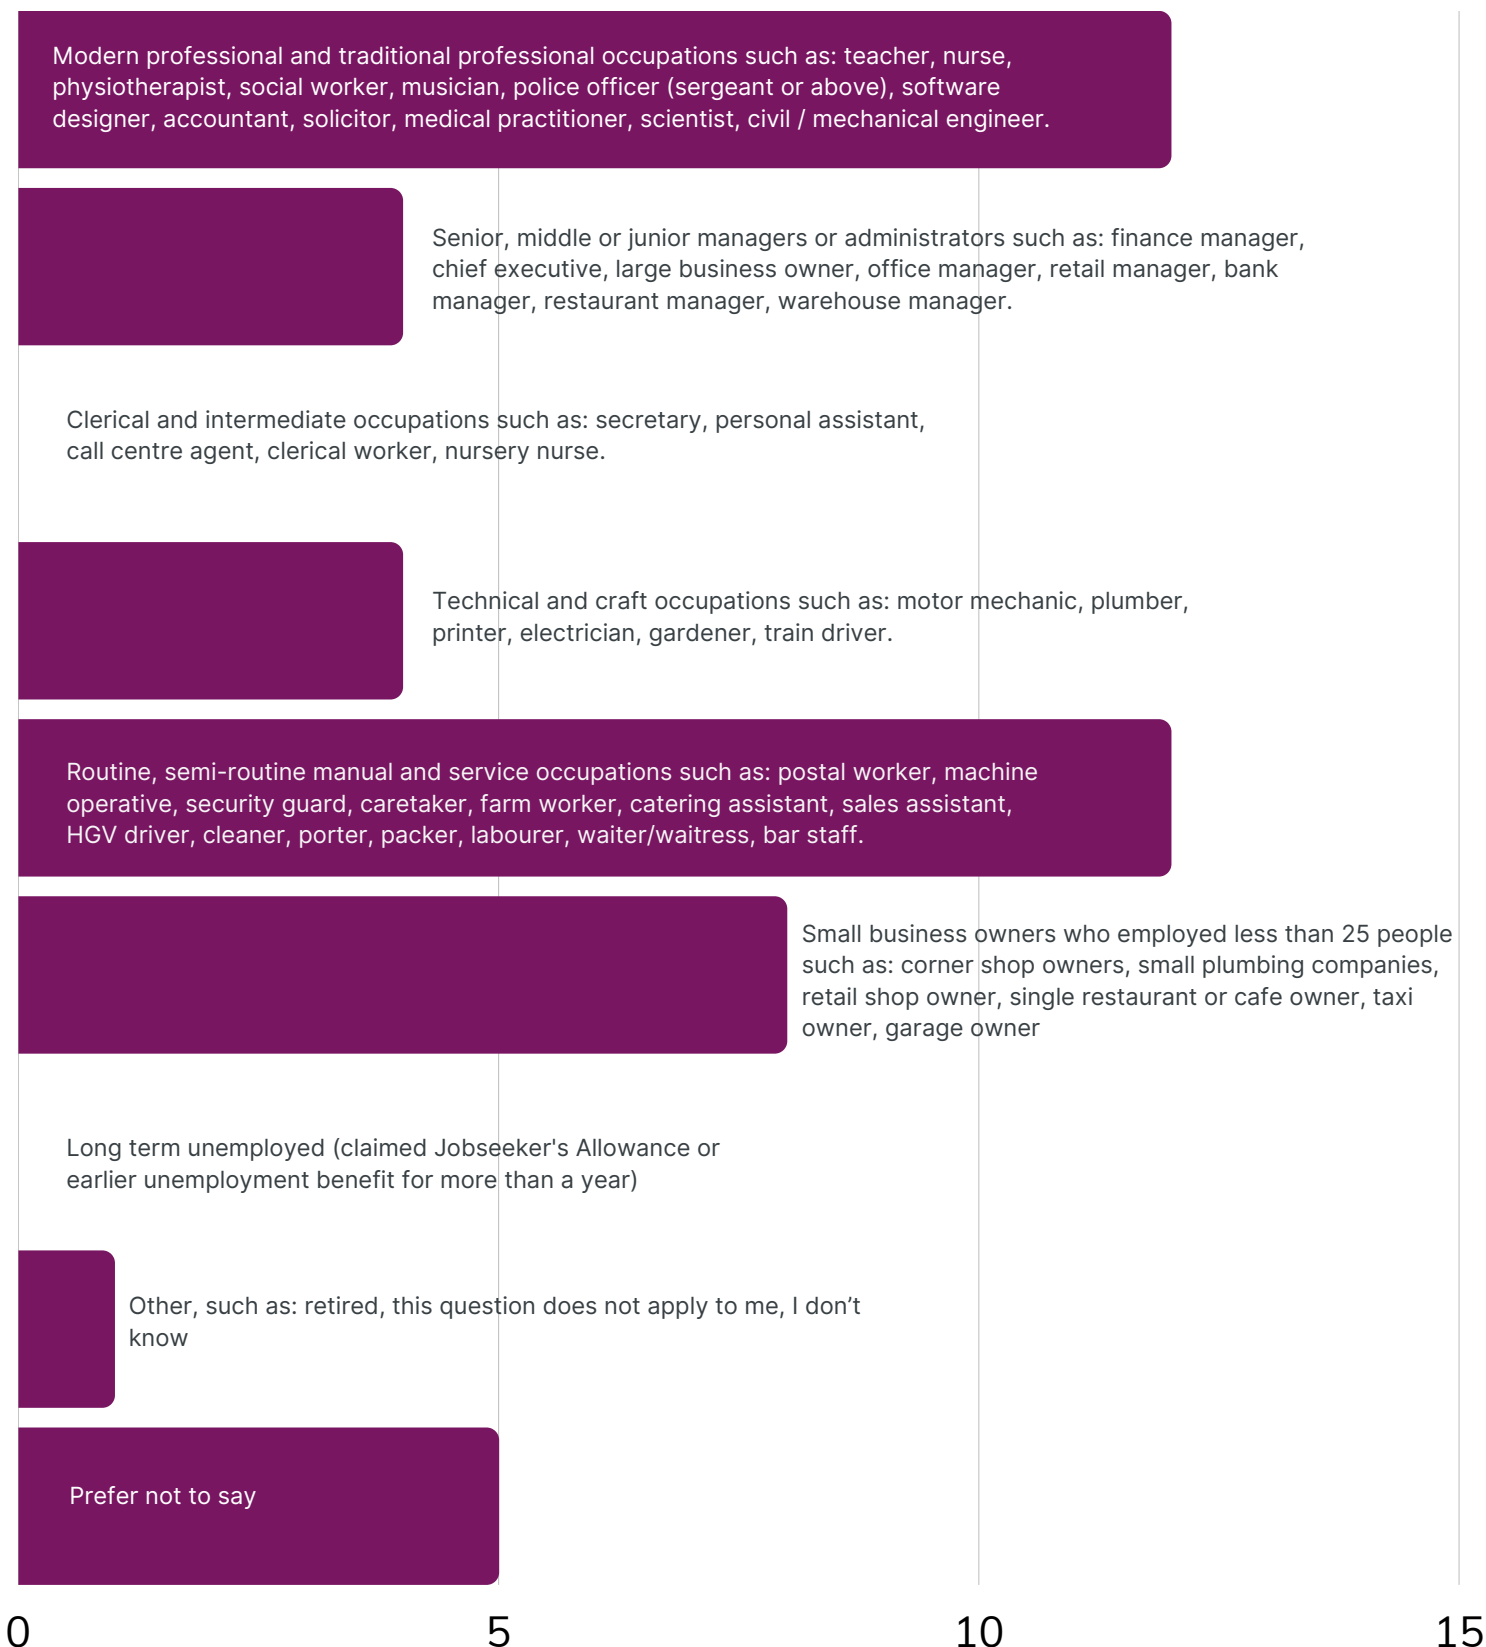 Modern professional and traditional professional occupations such as: teacher, nurse,
physiotherapist, social worker, musician, police officer (sergeant or above), software
designer, accountant, solicitor, medical practitioner, scientist, civil / mechanical engineer.
Senior, middle or junior managers or administrators such as: finance manager,
chief executive, large business owner, office manager, retail manager, bank
manager, restaurant manager, warehouse manager.
Clerical and intermediate occupations such as: secretary, personal assistant,
call centre agent, clerical worker, nursery nurse.
Technical and craft occupations such as: motor mechanic, plumber,
printer, electrician, gardener, train driver.
Routine, semi-routine manual and service occupations such as: postal worker, machine
operative, security guard, caretaker, farm worker, catering assistant, sales assistant,
HGV driver, cleaner, porter, packer, labourer, waiter/waitress, bar staff.
Small business owners who employed less than 25 people
such as: corner shop owners, small plumbing companies,
retail shop owner, single restaurant or cafe owner, taxi
owner, garage owner
Long term unemployed (claimed Jobseeker's Allowance or
earlier unemployment benefit for more than a year)
Other, such as: retired, this question does not apply to me, I don’t
know
Prefer not to say
0 5 10 15